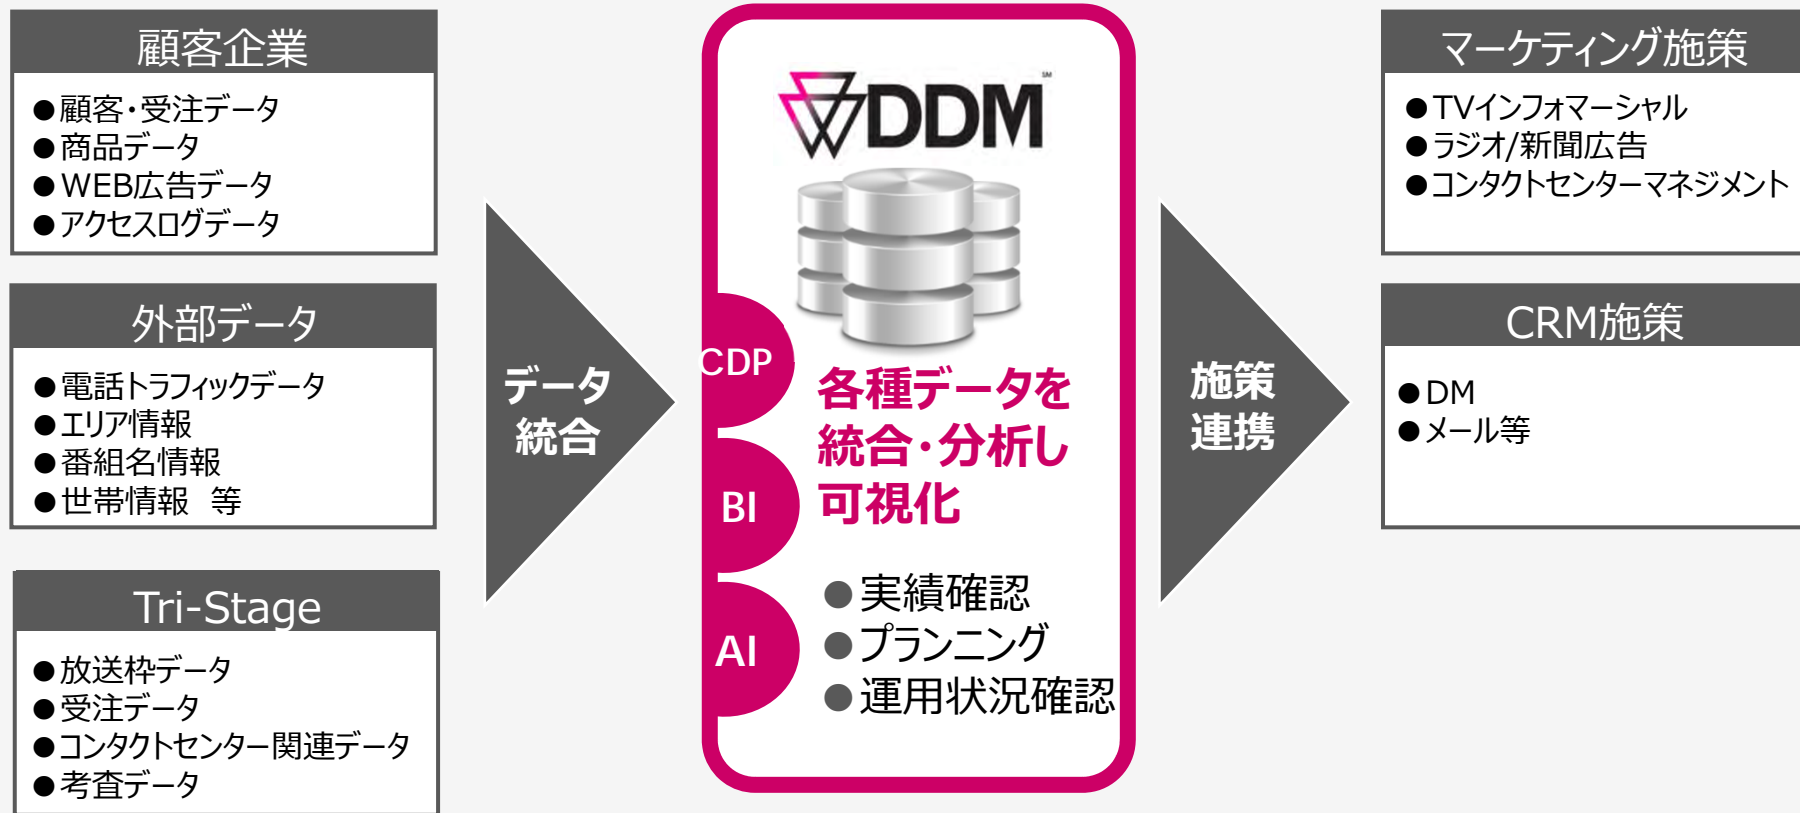 顧客企業
●顧客・受注データ
●商品データ
●WEB広告データ
●アクセスログデータ
外部データ
●電話トラフィックデータ
●エリア情報
●番組名情報
●世帯情報　等
Tri-Stage
●放送枠データ
●受注データ
●コンタクトセンター関連データ
●考査データ
データ
統合
DDM℠
CDP
BI
AI
各種データを
統合・分析し
可視化
●実績確認
●プランニング
●運用状況確認
施策
連携
マーケティング施策
●TVインフォマーシャル
●ラジオ/新聞広告
●コンタクトセンターマネジメント
CRM施策
●DM
●メール等